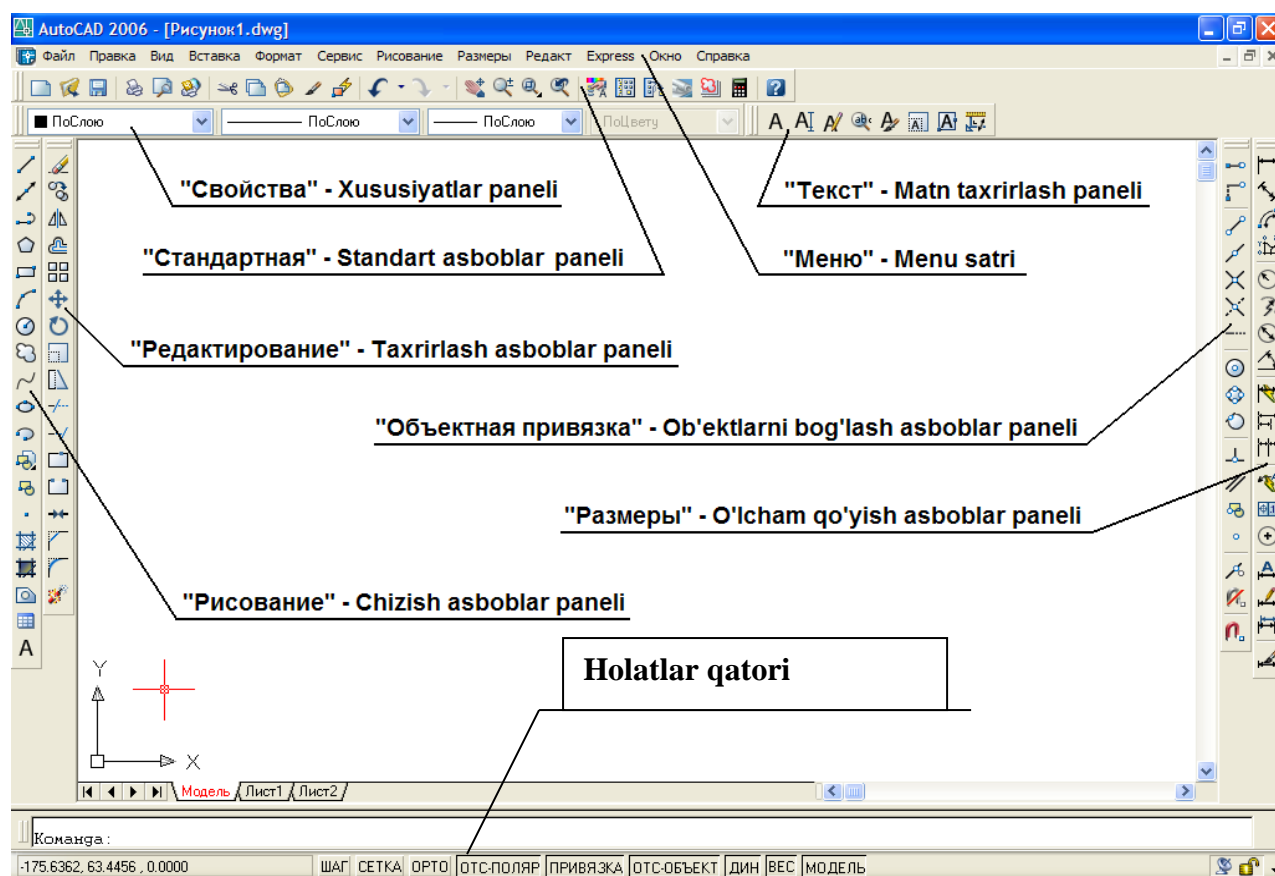 AutoCAD 2006 - [Рисунок1.dwg]
Файл Правка Вид Вставка Формат Сервис Рисование Размеры Редакт Express Окно Справка
ПоСлою ПоСлою ПоСлою ПоЦвету
"Свойства" - Xususiyatlar paneli
"Текст" - Matn taxrirlash paneli
"Стандартная" - Standart asboblar paneli
"Меню" - Menu satri
"Редактирование" - Taxrirlash asboblar paneli
"Объектная привязка" - Ob'ektlarni bog'lash asboblar paneli
"Размеры" - O'lcham qo'yish asboblar paneli
"Рисование" - Chizish asboblar paneli
Holatlar qatori
Y
X
Модель Лист1 Лист2
Команда:
-175.6362, 63.4456 , 0.0000 ШАГ СЕТКА ОРТО ОТС-ПОЛЯР ПРИВЯЗКА ОТС-ОБЪЕКТ ДИН ВЕС МОДЕЛЬ